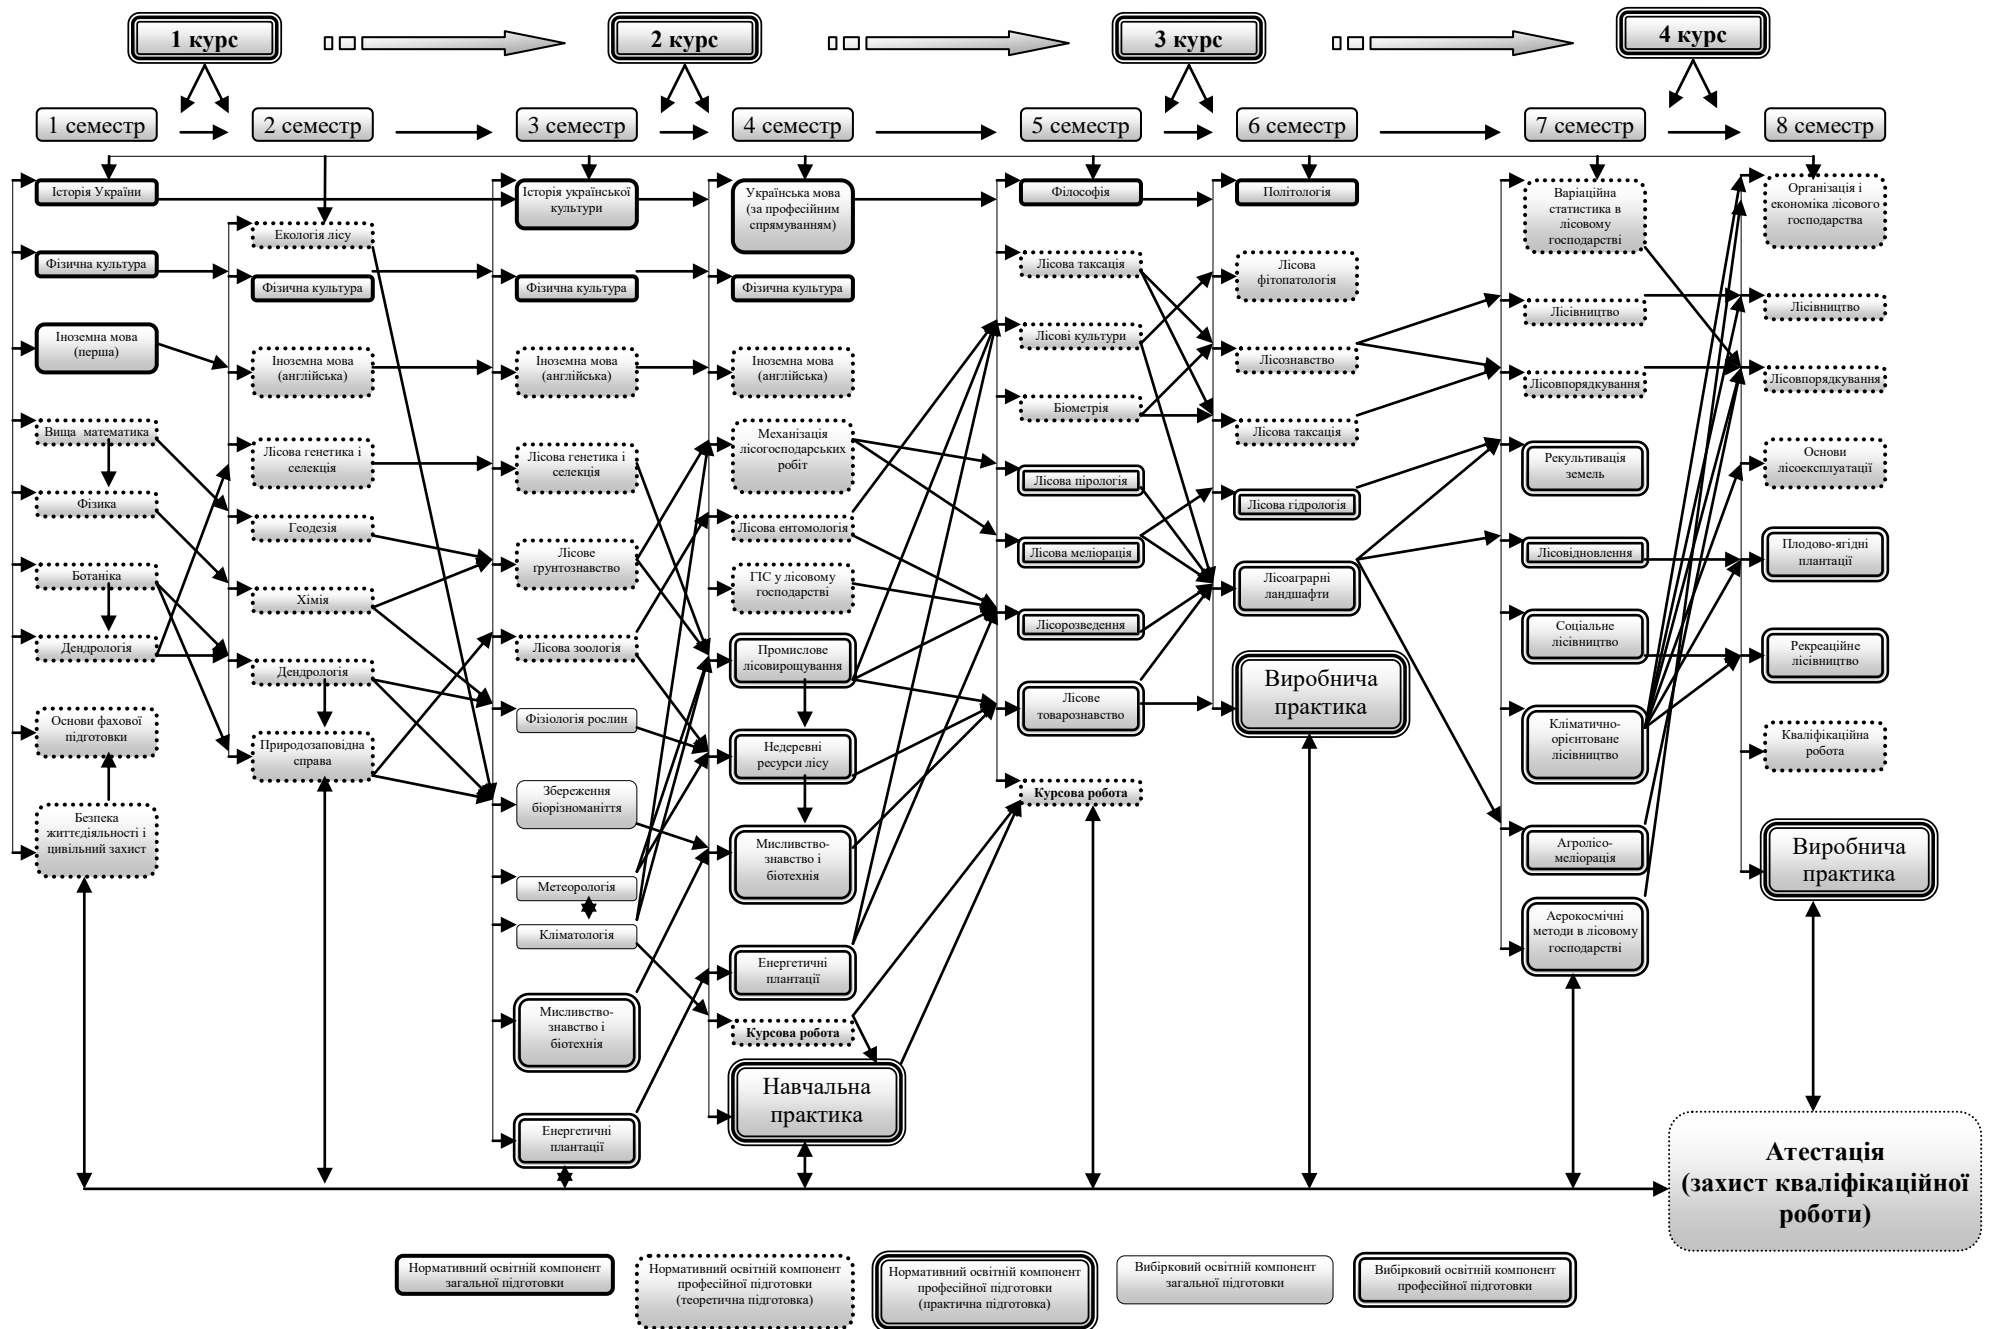 1 курс
2 курс
3 курс
4 курс
1 семестр
2 семестр
3 семестр
4 семестр
5 семестр
6 семестр
7 семестр
8 семестр
Історія України
Фізична культура
Іноземна мова
(перша)
Вища математика
Фізика
Ботаніка
Дендрологія
Основи фахової
підготовки
Безпека
життєдіяльності і
цивільний захист
Екологія лісу
Фізична культура
Іноземна мова
(англійська)
Лісова генетика і
селекція
Геодезія
Хімія
Дендрологія
Природозаповідна
справа
Історія української
культури
Фізична культура
Іноземна мова
(англійська)
Лісова генетика і
селекція
Лісове
ґрунтознавство
Лісова зоологія
Фізіологія рослин
Збереження
біорізноманіття
Метеорологія
Кліматологія
Мисливство-
знавство і
біотехнія
Енергетичні
плантації
Українська мова
(за професійним
спрямуванням)
Фізична культура
Іноземна мова
(англійська)
Механізація
лісогосподарських
робіт
Лісова ентомологія
ГІС у лісовому
господарстві
Промислове
лісовирощування
Недеревні
ресурси лісу
Мисливство-
знавство і
біотехнія
Енергетичні
плантації
Курсова робота
Навчальна
практика
Філософія
Лісова таксація
Лісові культури
Біометрія
Лісова пірологія
Лісова меліорація
Лісорозведення
Лісове
товарознавство
Курсова робота
Політологія
Лісова
фітопатологія
Лісознавство
Лісова таксація
Лісова гідрологія
Лісоаграрні
ландшафти
Виробнича
практика
Варіаційна
статистика в
лісовому
господарстві
Лісівництво
Лісовпорядкування
Рекультивація
земель
Лісовідновлення
Соціальне
лісівництво
Кліматично-
орієнтоване
лісівництво
Агролісо-
меліорація
Аерокосмічні
методи в лісовому
господарстві
Організація і
економіка лісового
господарства
Лісівництво
Лісовпорядкування
Основи
лісоексплуатації
Плодово-ягідні
плантації
Рекреаційне
лісівництво
Кваліфікаційна
робота
Виробнича
практика
Атестація
(захист кваліфікаційної
роботи)
Нормативний освітній компонент
загальної підготовки
Нормативний освітній компонент
професійної підготовки
(теоретична підготовка)
Нормативний освітній компонент
професійної підготовки
(практична підготовка)
Вибірковий освітній компонент
загальної підготовки
Вибірковий освітній компонент
професійної підготовки